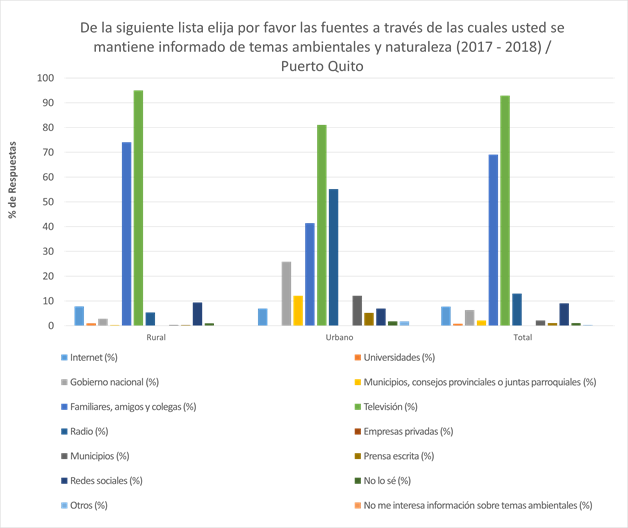 De la siguiente lista elija por favor las fuentes a través de las cuales usted se
mantiene informado de temas ambientales y naturaleza (2017 - 2018) /
Puerto Quito
% de Respuestas
100
90
80
70
60
50
40
30
20
10
0
Rural
Urbano
Total
Internet (%)
Universidades (%)
Gobierno nacional (%)
Municipios, consejos provinciales o juntas parroquiales (%)
Familiares, amigos y colegas (%)
Televisión (%)
Radio (%)
Empresas privadas (%)
Municipios (%)
Prensa escrita (%)
Redes sociales (%)
No lo sé (%)
Otros (%)
No me interesa información sobre temas ambientales (%)